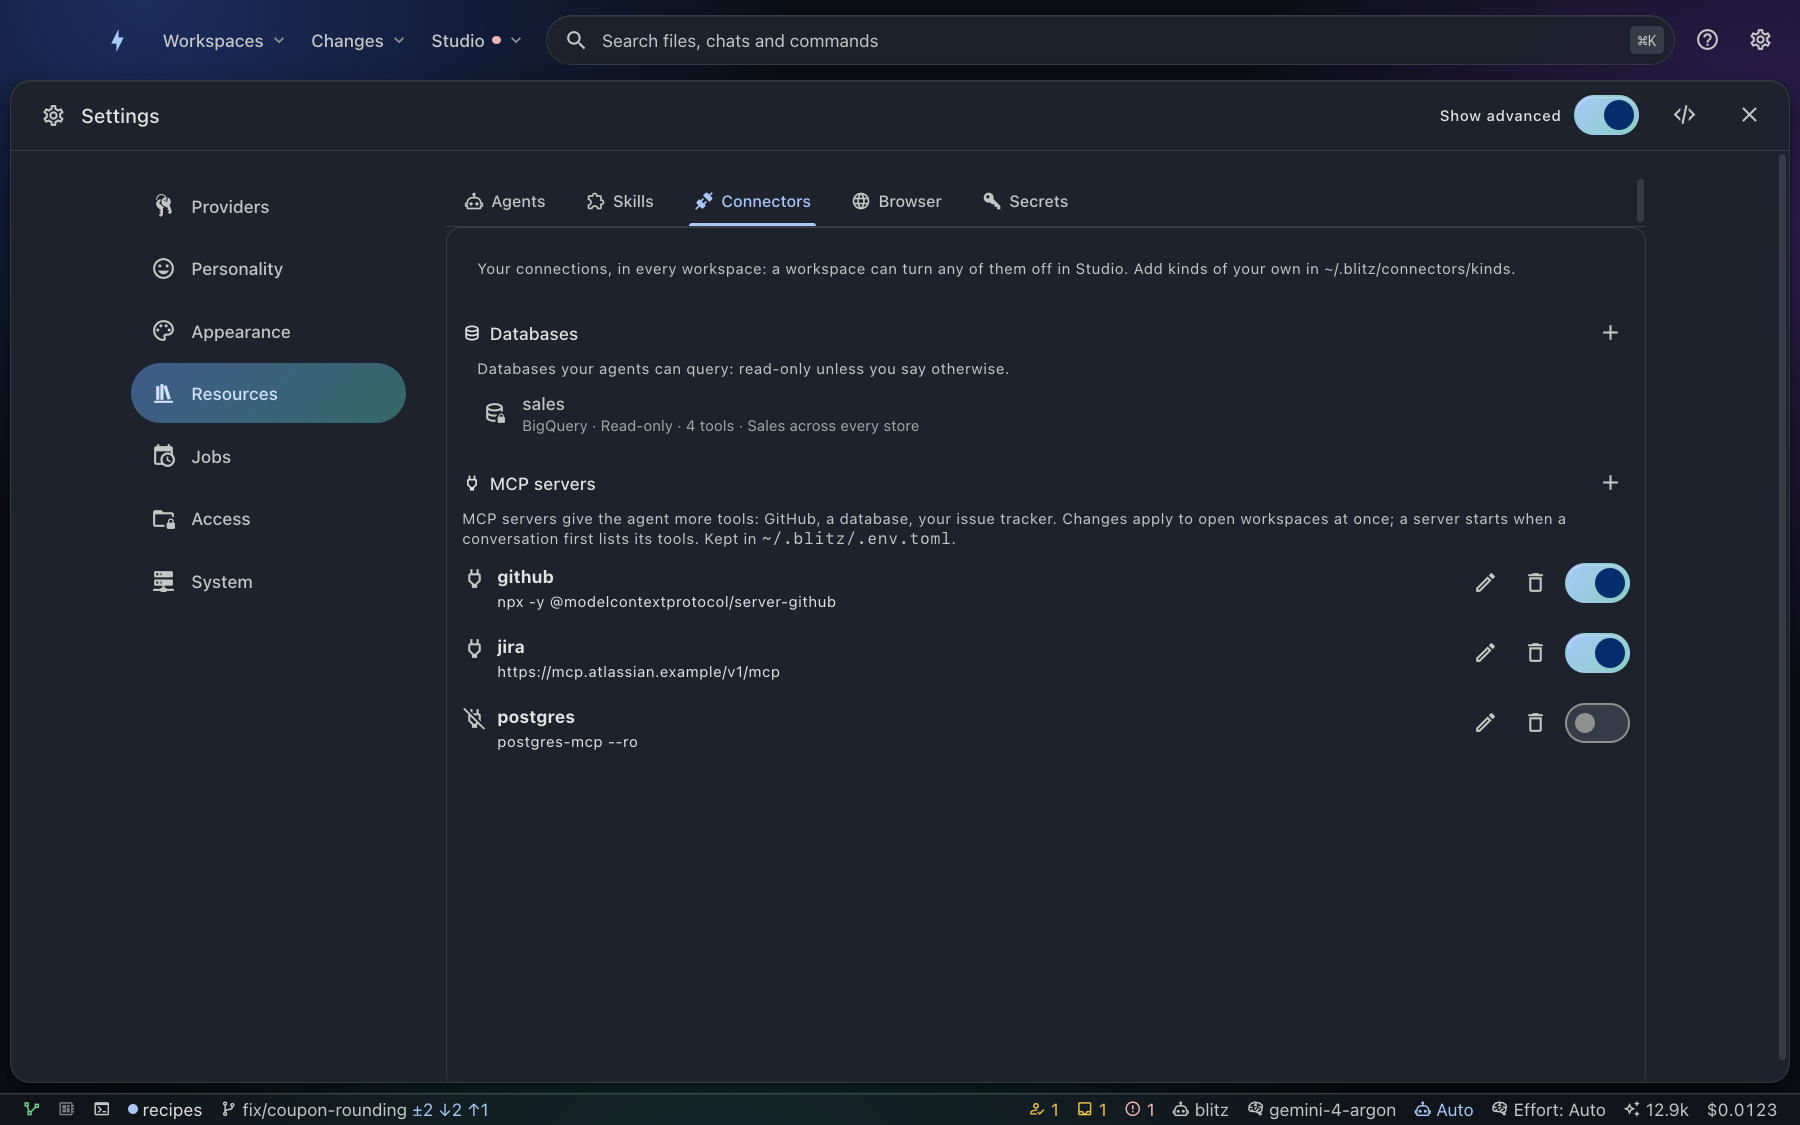 Workspaces Changes Studio Search files, chats and commands ⌘K
Settings Show advanced
Providers
Personality
Appearance
Resources
Jobs
Access
System
Agents Skills Connectors Browser Secrets
Your connections, in every workspace: a workspace can turn any of them off in Studio. Add kinds of your own in ~/.blitz/connectors/kinds.
Databases
Databases your agents can query: read-only unless you say otherwise.
sales
BigQuery · Read-only · 4 tools · Sales across every store
MCP servers
MCP servers give the agent more tools: GitHub, a database, your issue tracker. Changes apply to open workspaces at once; a server starts when a
conversation first lists its tools. Kept in ~/.blitz/.env.toml.
github
npx -y @modelcontextprotocol/server-github
jira
https://mcp.atlassian.example/v1/mcp
postgres
postgres-mcp --ro
recipes fix/coupon-rounding ±2 ↓2 ↑1 1 1 1 blitz gemini-4-argon Auto Effort: Auto 12.9k $0.0123